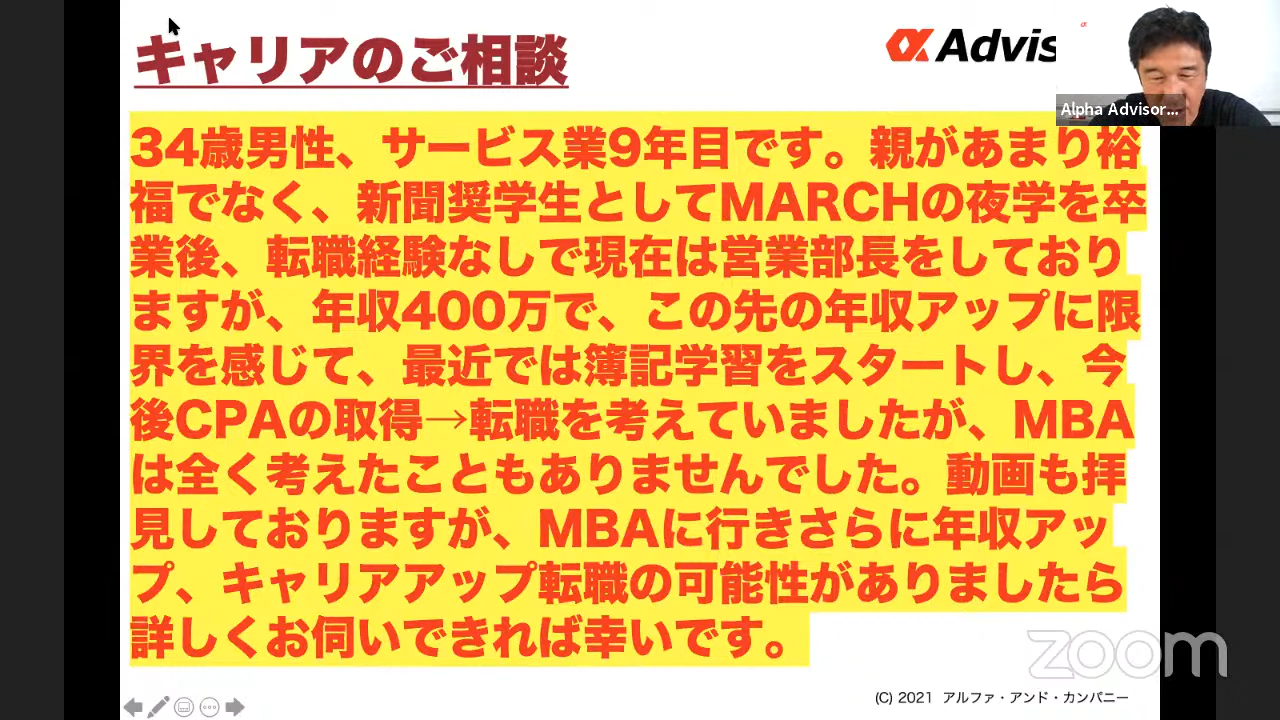 キャリアのご相談
α Advis
Alpha Advisor...
34歳男性、サービス業9年目です。親があまり裕
福でなく、新聞奨学生としてMARCHの夜学を卒
業後、転職経験なしで現在は営業部長をしており
ますが、年収400万で、この先の年収アップに限
界を感じて、最近では簿記学習をスタートし、今
後CPAの取得→転職を考えていましたが、MBA
は全く考えたこともありませんでした。動画も拝
見しておりますが、MBAに行きさらに年収アッ
プ、キャリアアップ転職の可能性がありましたら
詳しくお伺いできれば幸いです。
zoom
(C) 2021 アルファ・アンド・カンパニー